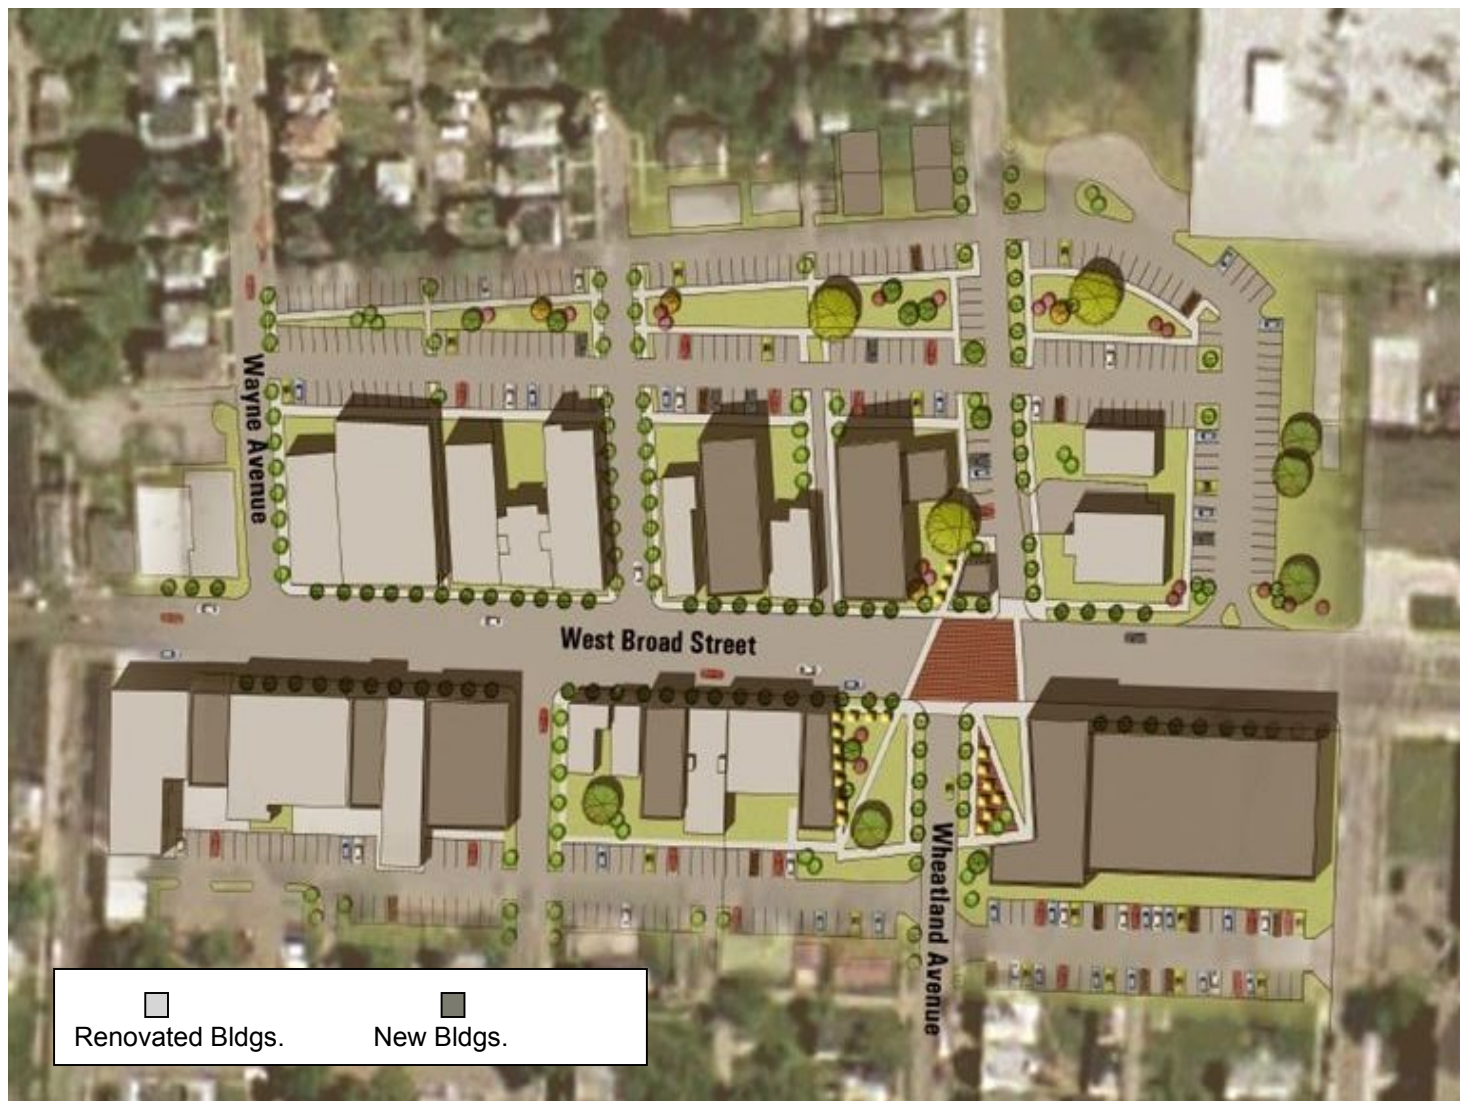 Wayne Avenue
West Broad Street
Wheatland Avenue
Renovated Bldgs.
New Bldgs.